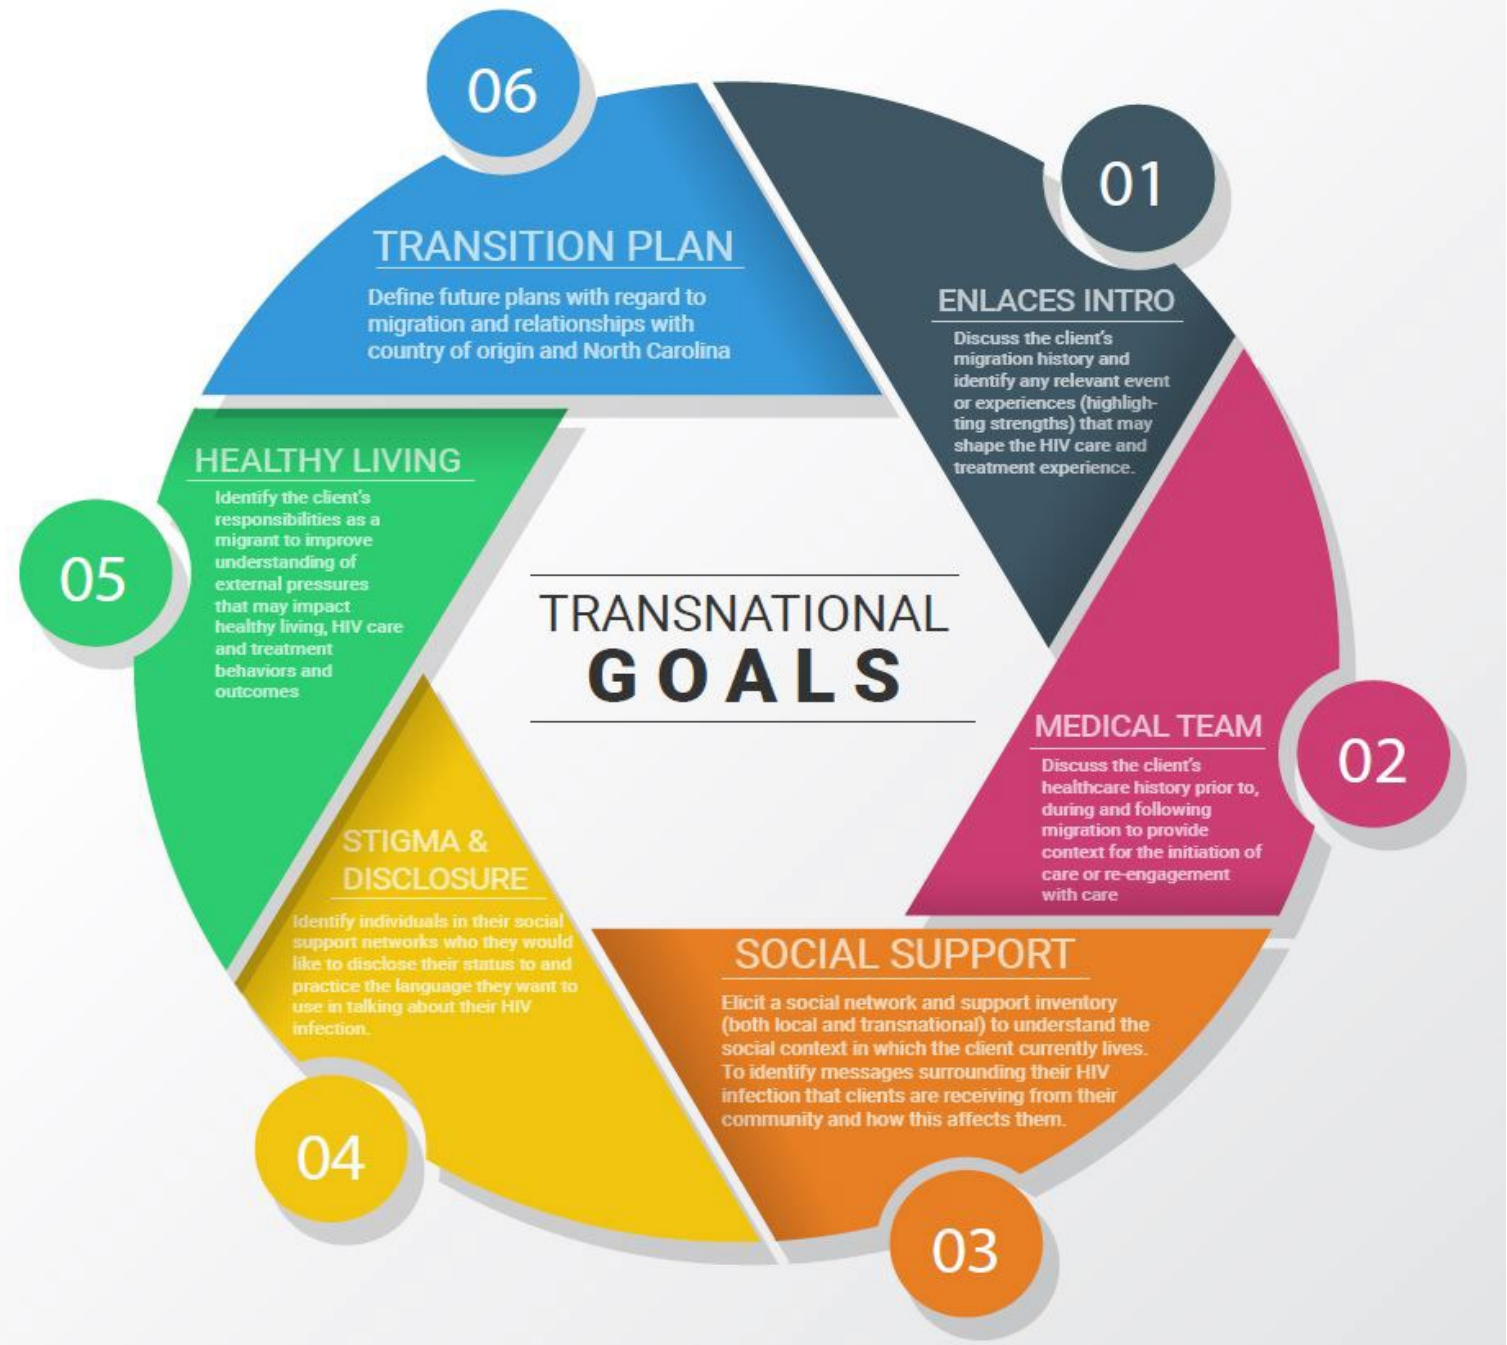 TRANSNATIONAL
GOALS
01
ENLACES INTRO
Discuss the client's
migration history and
identify any relevant event
or experiences (highligh-
ting strengths) that may
shape the HIV care and
treatment experience.
02
MEDICAL TEAM
Discuss the client's
healthcare history prior to,
during and following
migration to provide
context for the initiation of
care or re-engagement
with care
03
SOCIAL SUPPORT
Elicit a social network and support inventory
(both local and transnational) to understand the
social context in which the client currently lives.
To identify messages surrounding their HIV
infection that clients are receiving from their
community and how this affects them.
04
STIGMA &
DISCLOSURE
Identify individuals in their social
support networks who they would
like to disclose their status to and
practice the language they want to
use in talking about their HIV
infection.
05
HEALTHY LIVING
Identify the client's
responsibilities as a
migrant to improve
understanding of
external pressures
that may impact
healthy living, HIV care
and treatment
behaviors and
outcomes
06
TRANSITION PLAN
Define future plans with regard to
migration and relationships with
country of origin and North Carolina